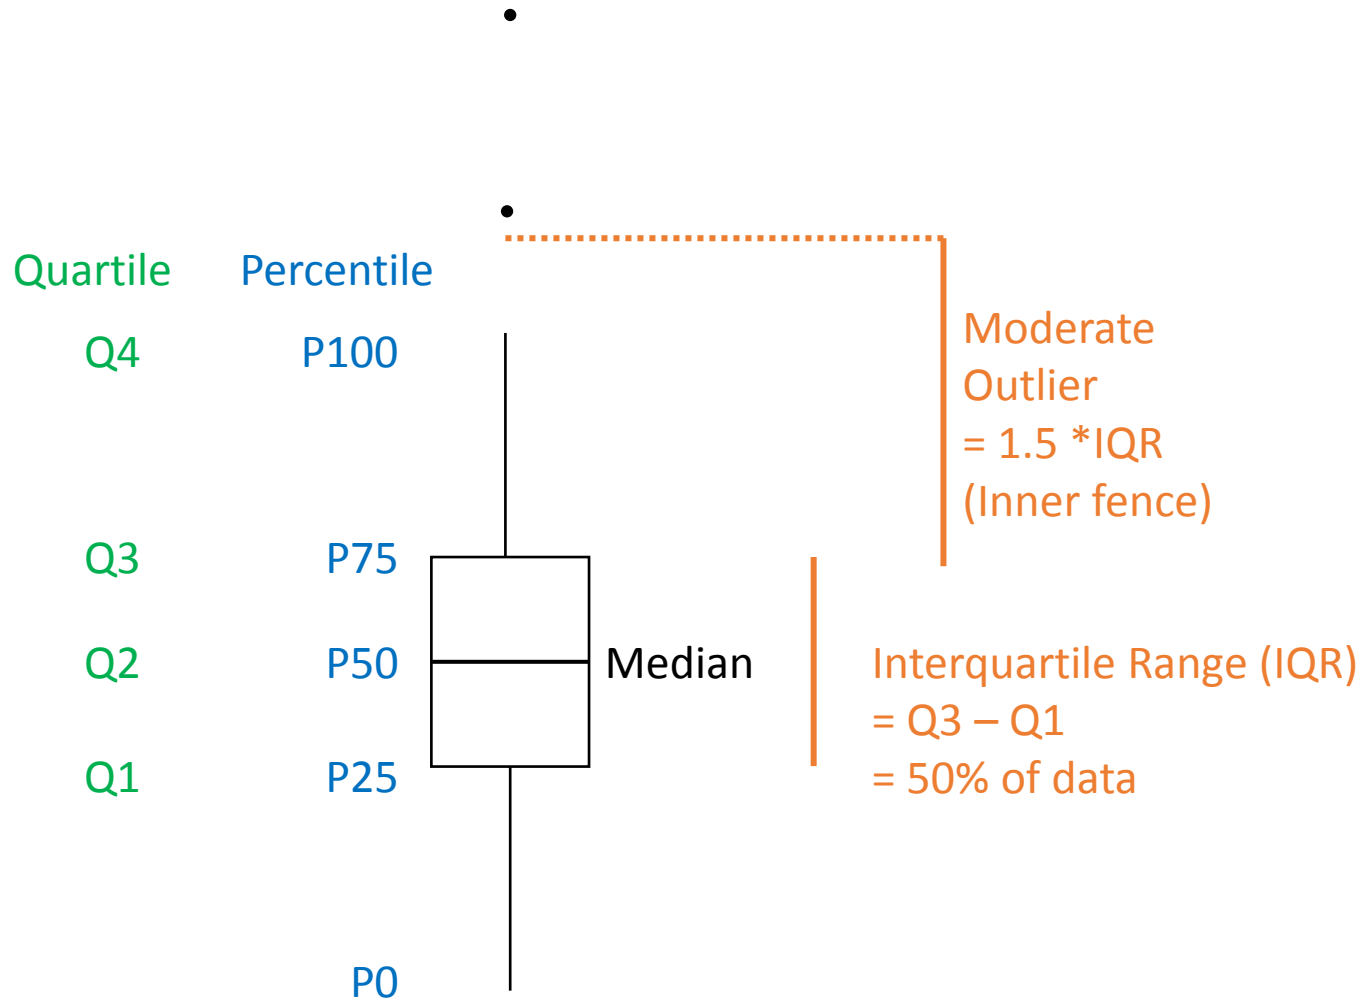 Quartile Percentile
Q4 P100
Moderate
Outlier
= 1.5 *IQR
(Inner fence)
Q3 P75
Q2 P50 Median
Interquartile Range (IQR)
= Q3 – Q1
= 50% of data
Q1 P25
P0